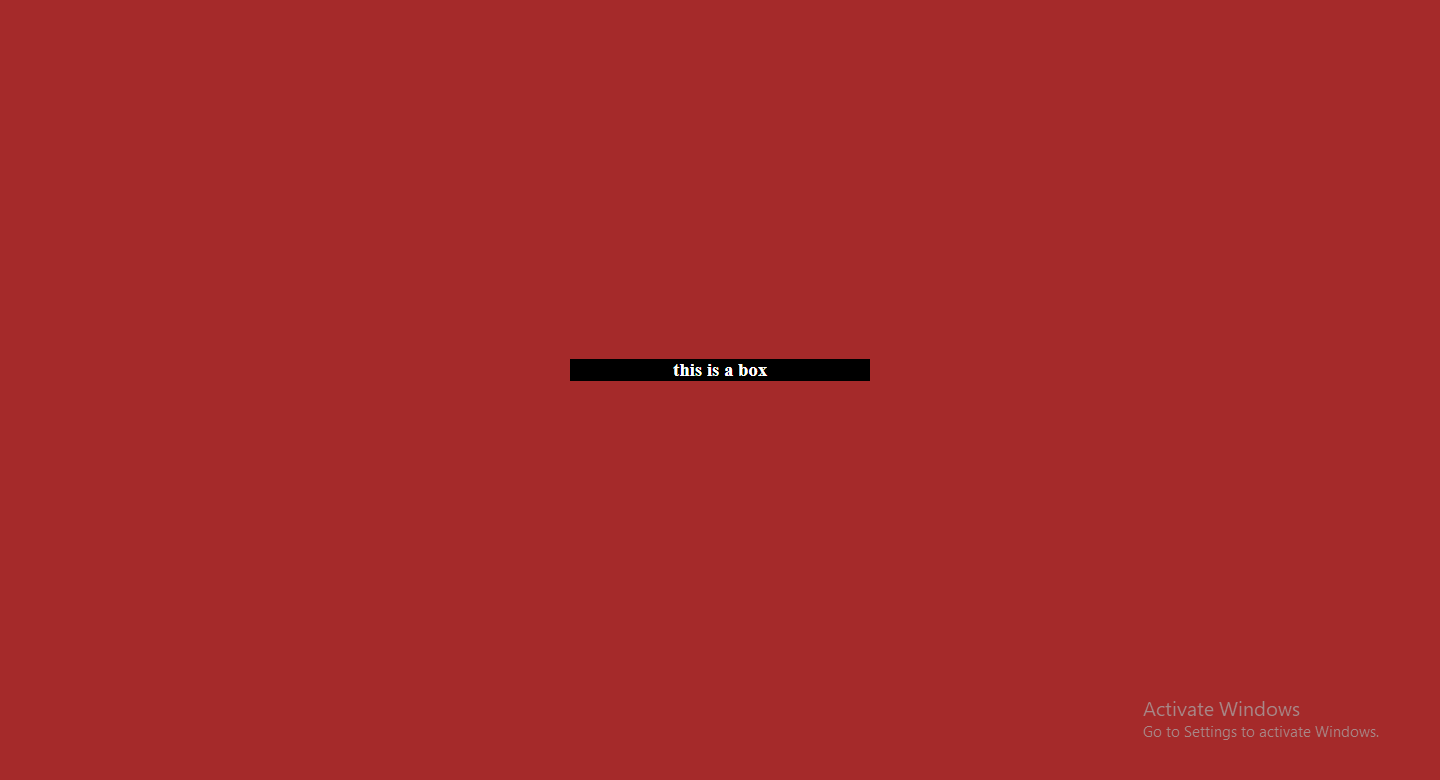 this is a box
Activate Windows
Go to Settings to activate Windows.